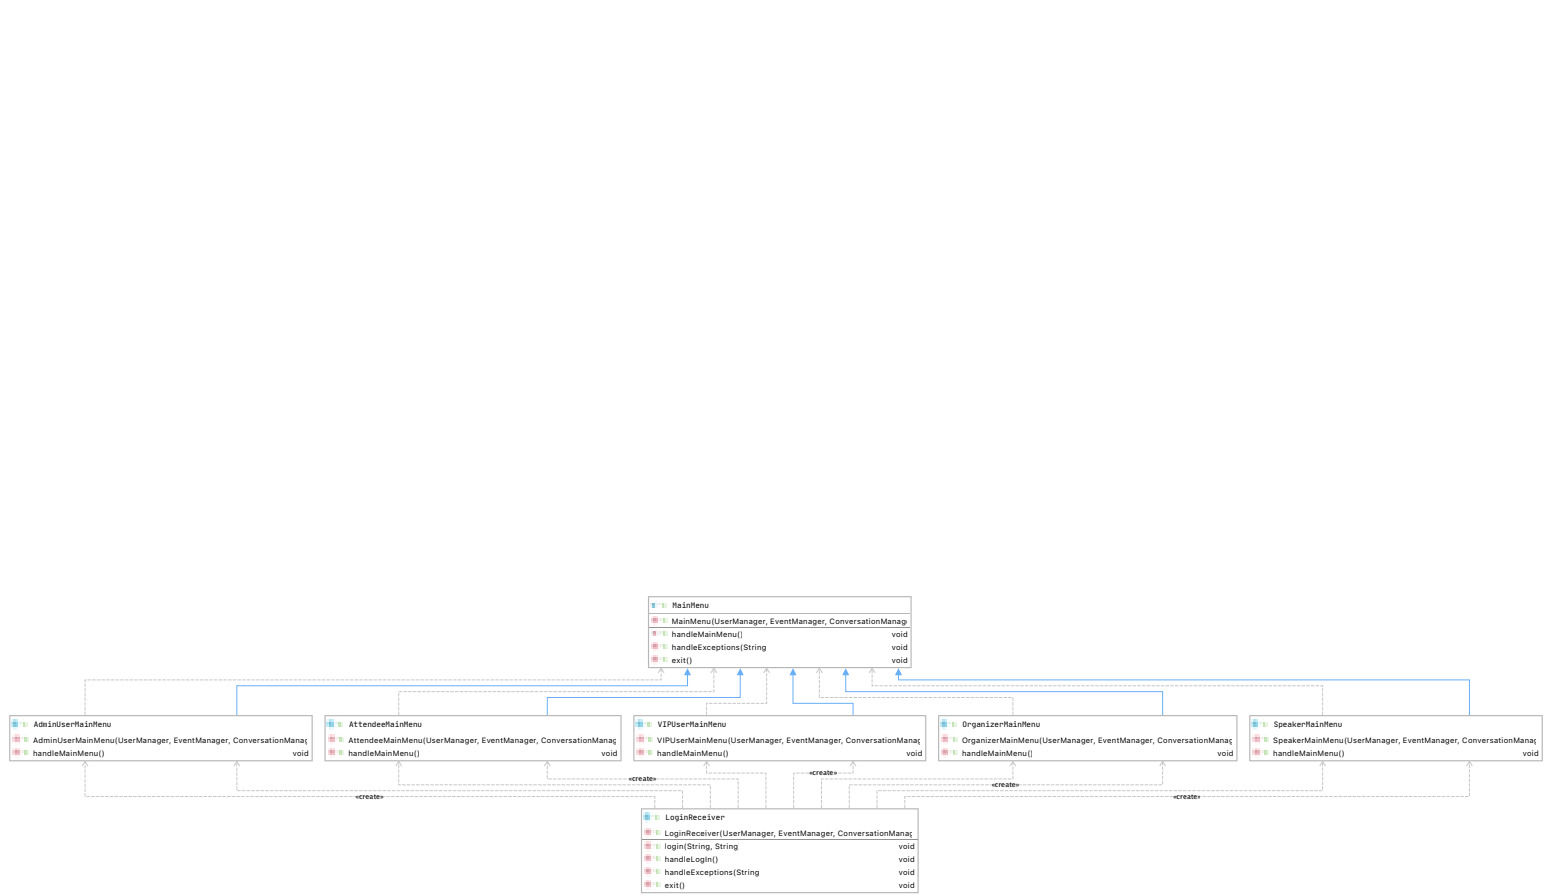 MainMenu
MainMenu(UserManager, EventManager, ConversationManag
handleMainMenu() void
handleExceptions(String void
exit() void
AdminUserMainMenu
AdminUserMainMenu(UserManager, EventManager, ConversationManag
handleMainMenu() void
AttendeeMainMenu
AttendeeMainMenu(UserManager, EventManager, ConversationManag
handleMainMenu() void
VIPUserMainMenu
VIPUserMainMenu(UserManager, EventManager, ConversationManag
handleMainMenu() void
OrganizerMainMenu
OrganizerMainMenu(UserManager, EventManager, ConversationManag
handleMainMenu() void
SpeakerMainMenu
SpeakerMainMenu(UserManager, EventManager, ConversationManag
handleMainMenu() void
«create»
«create»
«create»
«create»
«create»
LoginReceiver
LoginReceiver(UserManager, EventManager, ConversationManag
login(String, String void
handleLogIn() void
handleExceptions(String void
exit() void